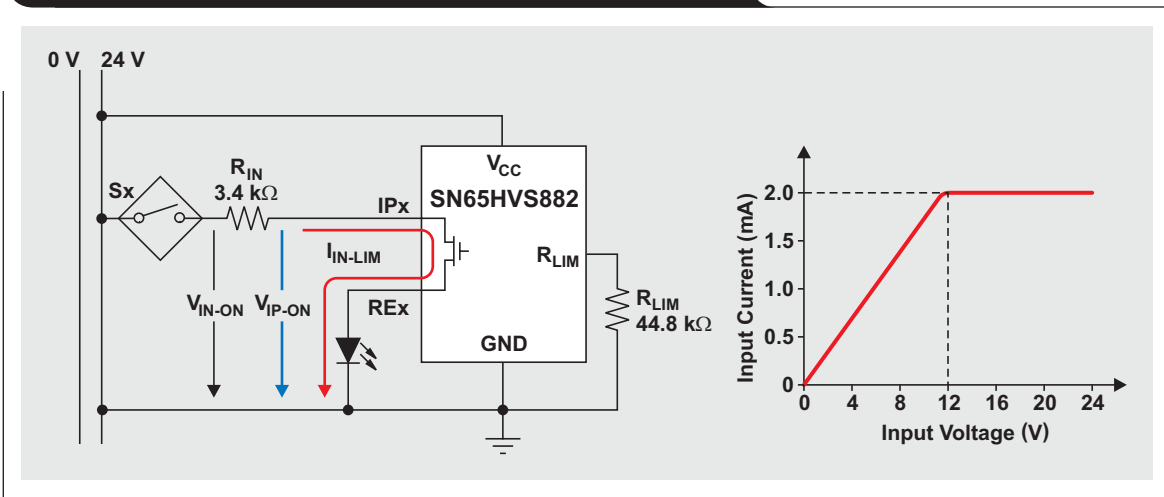 0 V 24 V
V_CC
SN65HVS882
Sx
R_IN
3.4 kΩ
IPx
I_IN-LIM
R_LIM
R_LIM
44.8 kΩ
V_IN-ON V_IP-ON
REx
GND
Input Current (mA)
2.0
1.5
1.0
0.5
0
0 4 8 12 16 20 24
Input Voltage (V)